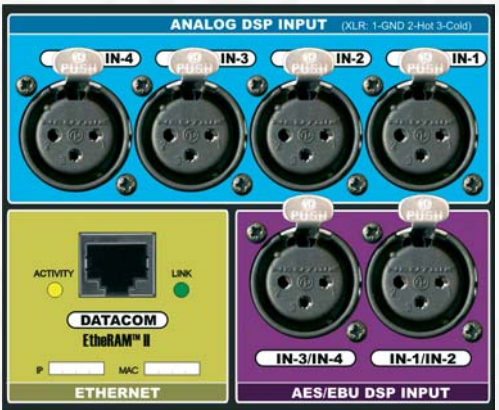 ANALOG DSP INPUT (XLR: 1-GND 2-Hot 3-Cold)
IN-4 IN-3 IN-2 IN-1
PUSH PUSH PUSH PUSH
ACTIVITY LINK
DATACOM
EtheRAM™ II
IP MAC
ETHERNET
PUSH PUSH
IN-3/IN-4 IN-1/IN-2
AES/EBU DSP INPUT